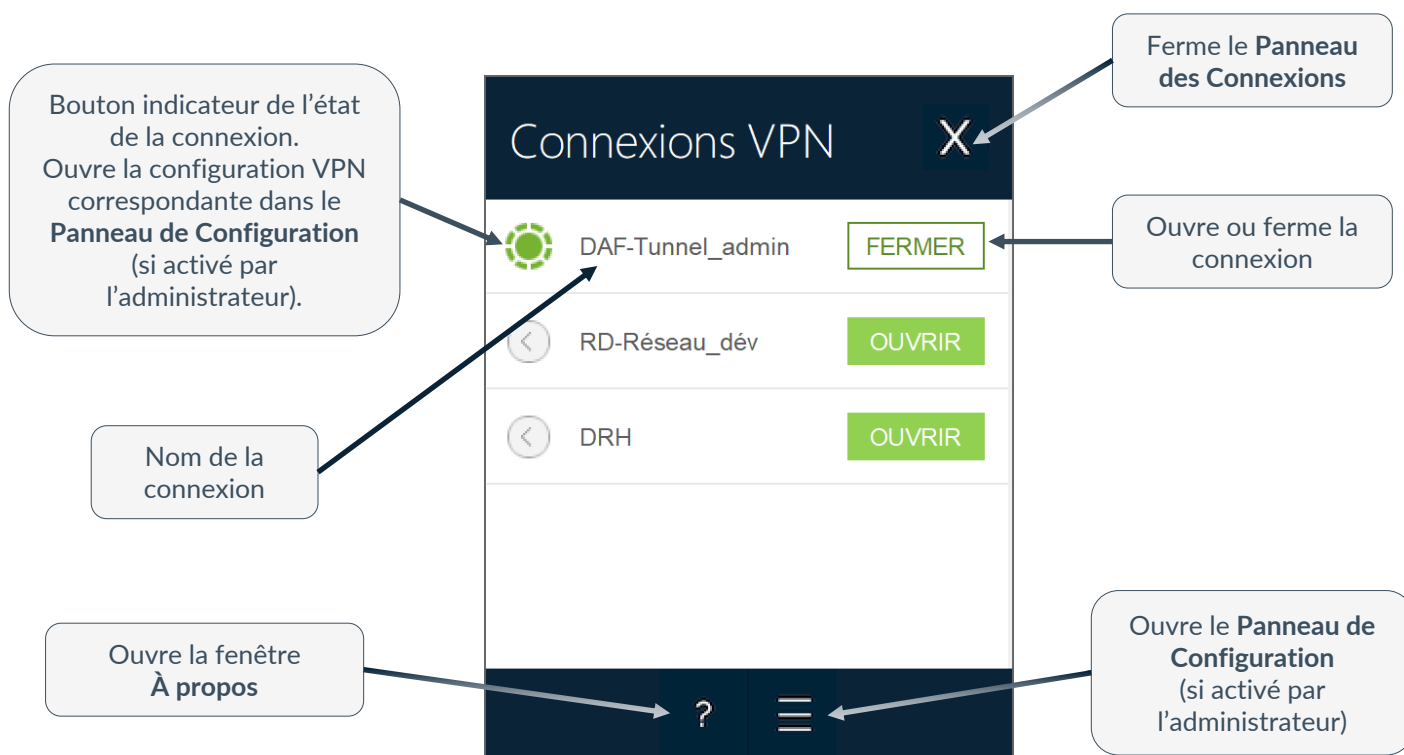 Ferme le Panneau
des Connexions
Bouton indicateur de l’état
de la connexion.
Ouvre la configuration VPN
correspondante dans le
Panneau de Configuration
(si activé par
l’administrateur).
Connexions VPN
X
Ouvre ou ferme la
connexion
DAF-Tunnel_admin
FERMER
RD-Réseau_dév
OUVRIR
DRH
OUVRIR
Nom de la
connexion
Ouvre la fenêtre
À propos
Ouvre le Panneau de
Configuration
(si activé par
l’administrateur)
?